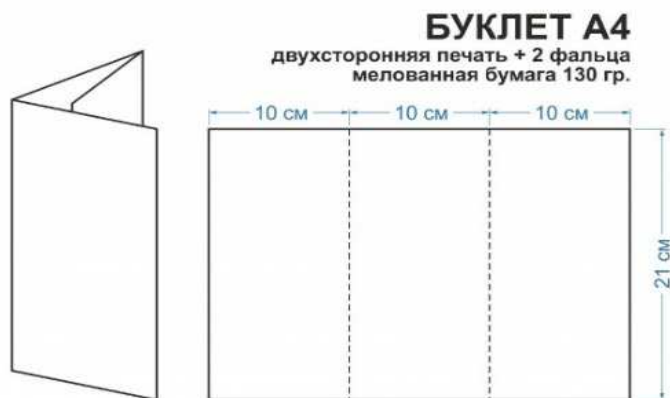 БУКЛЕТ А4
двухсторонняя печать + 2 фальца
мелованная бумага 130 гр.
10 см 10 см 10 см
21 см